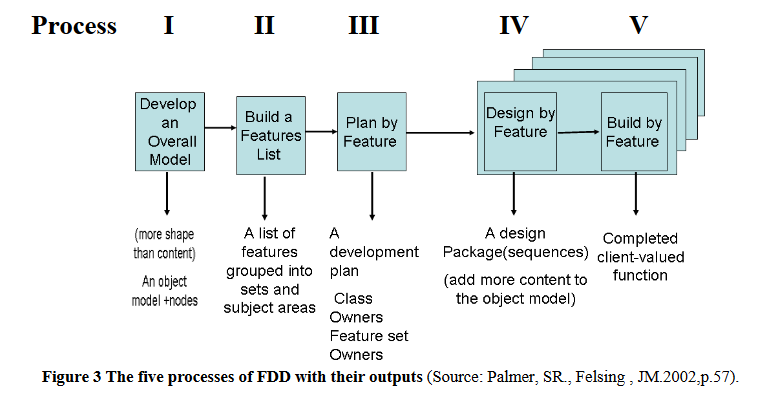 Process I II III IV V
Develop
an
Overall
Model
Build a
Features
List
Plan by
Feature
Design by
Feature
Build by
Feature
(more shape
than content)
An object
model +nodes
A list of
features
grouped into
sets and
subject areas
A
development
plan
Class
Owners
Feature set
Owners
A design
Package(sequences)
(add more content to
the object model)
Completed
client-valued
function
Figure 3 The five processes of FDD with their outputs (Source: Palmer, SR., Felsing , JM.2002,p.57).